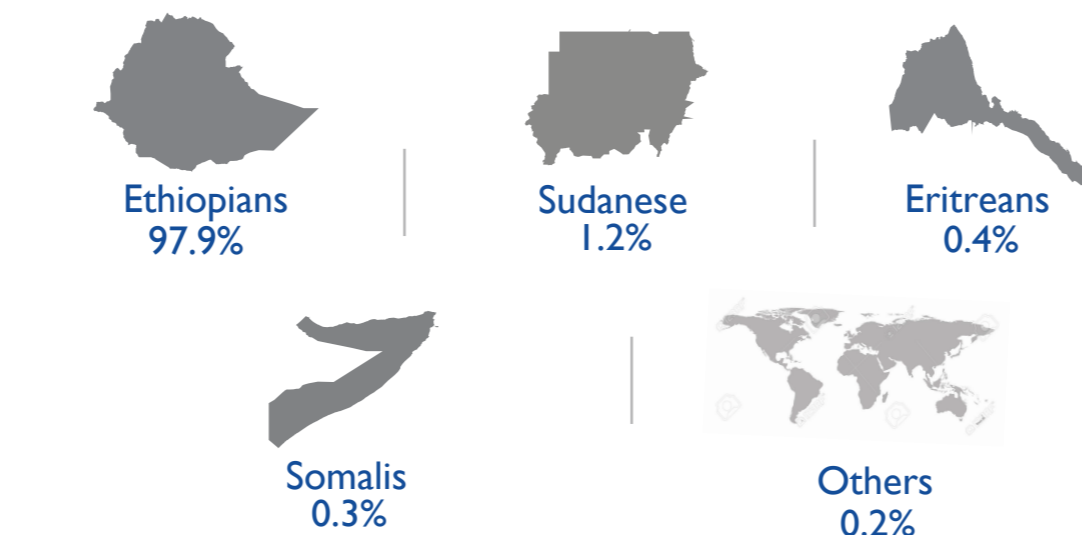 Ethiopians
97.9%
Sudanese
1.2%
Eritreans
0.4%
Somalis
0.3%
Others
0.2%